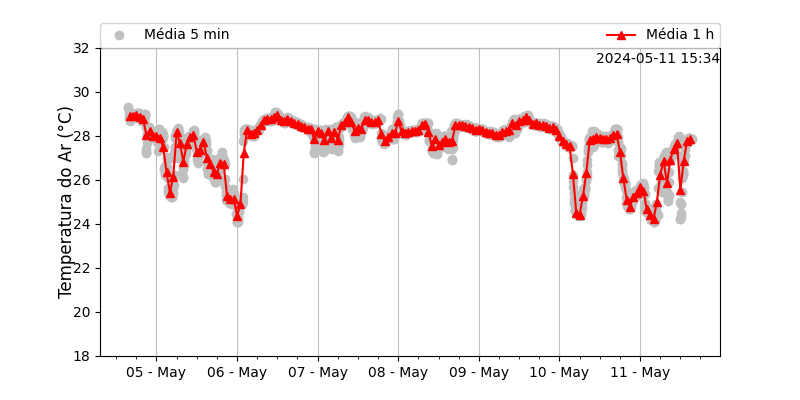 Média 5 min
Média 1 h
2024-05-11 15:34
Temperatura do Ar (°C)
32
30
28
26
24
22
20
18
05 - May
06 - May
07 - May
08 - May
09 - May
10 - May
11 - May